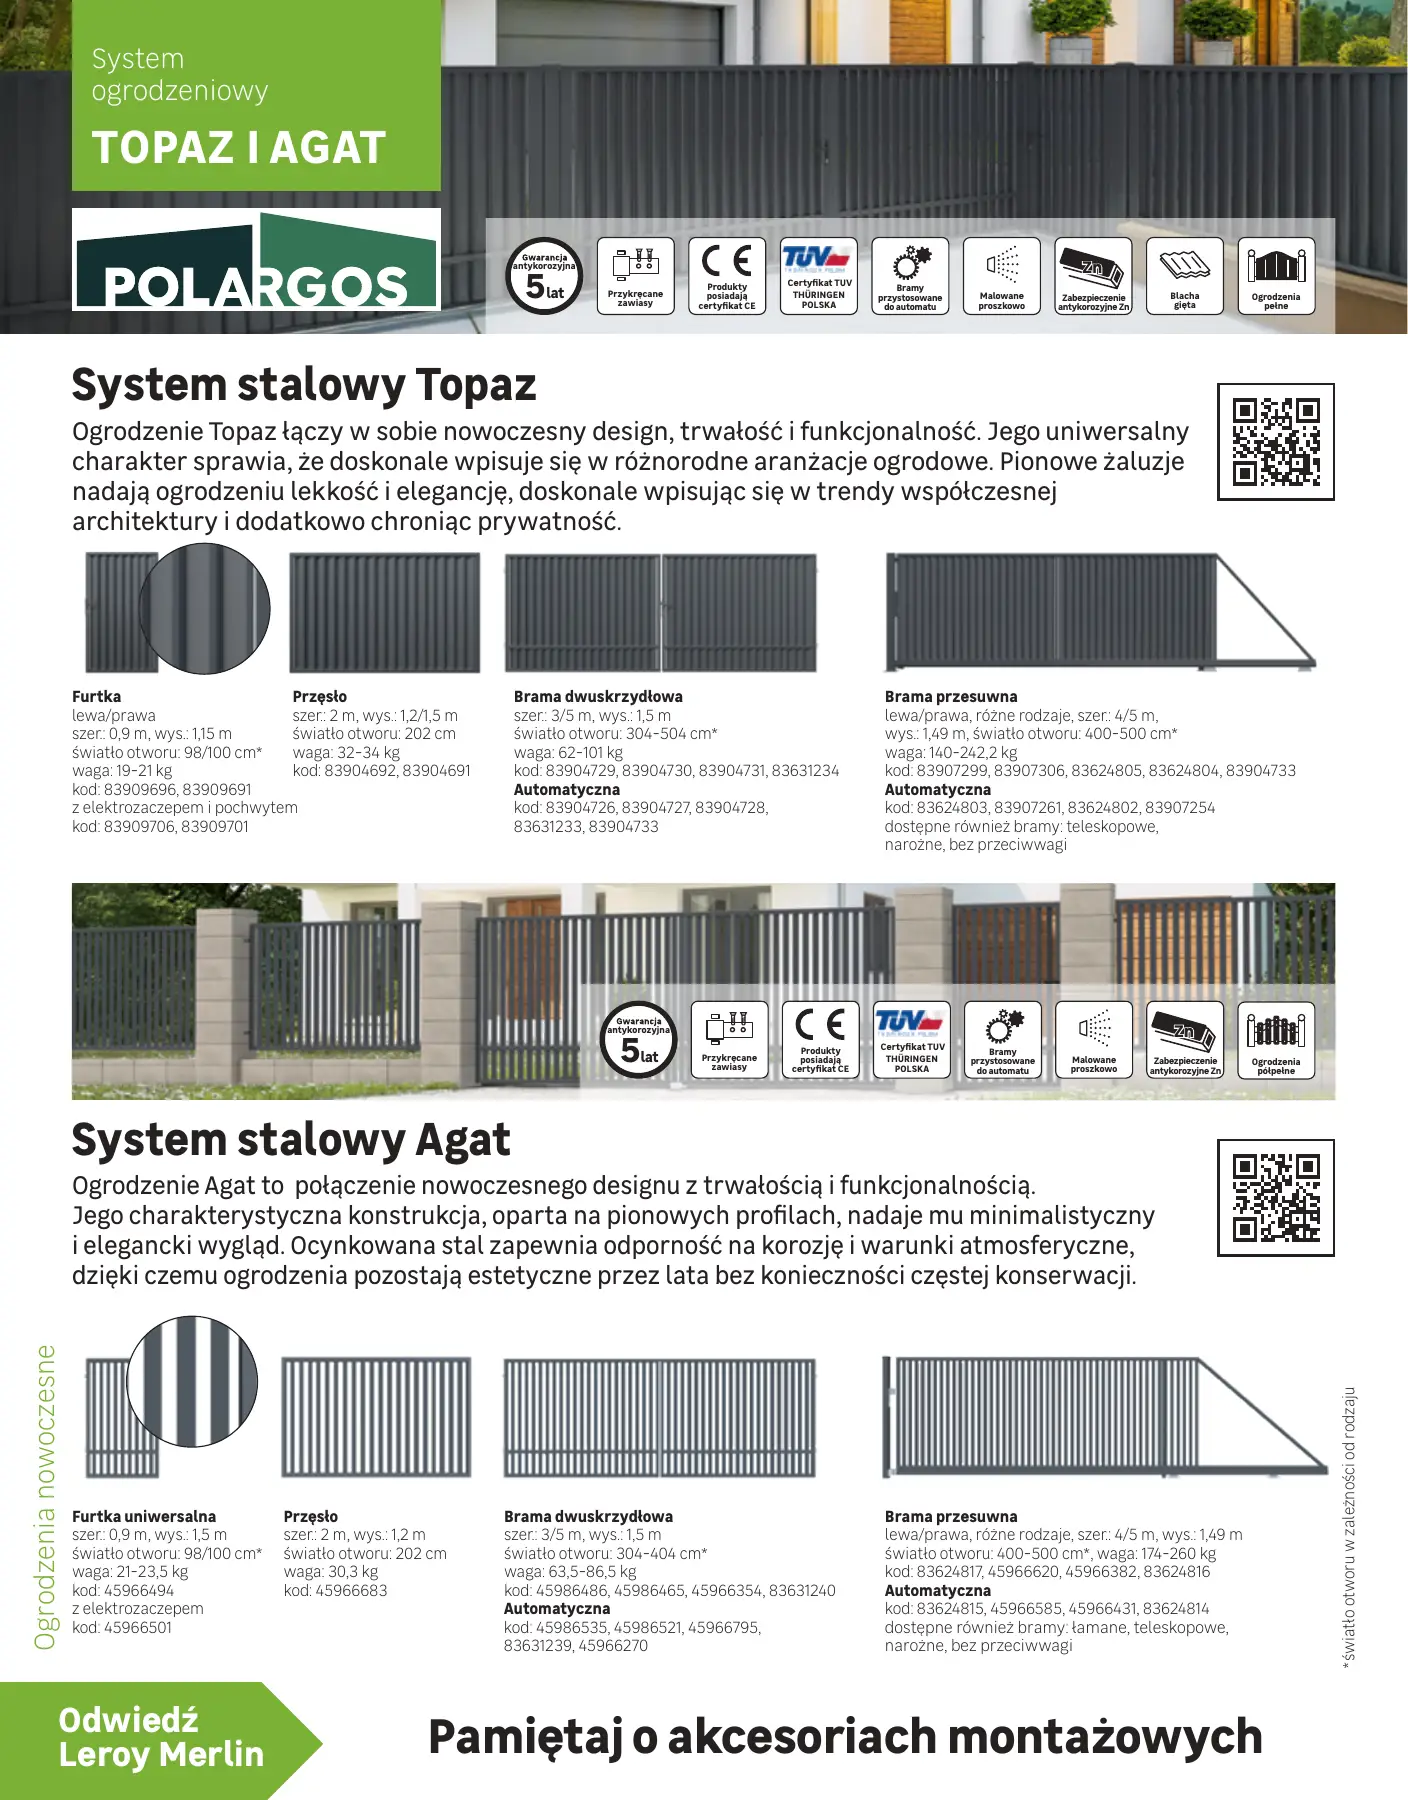 System
ogrodzeniowy
TOPAZ I AGAT
POLARGOS
Gwarancja
antykorozyjna
5 lat
Przykręcane
zawiasy
CE
Produkty
posiadają
certyfikat CE
TUV
Certyfikat TUV
THÜRINGEN
POLSKA
Bramy
przystosowane
do automatu
Malowane
proszkowo
Zn
Zabezpieczenie
antykorozyjne Zn
Blacha
gięta
Ogrodzenia
pełne
System stalowy Topaz
Ogrodzenie Topaz łączy w sobie nowoczesny design, trwałość i funkcjonalność. Jego uniwersalny
charakter sprawia, że doskonale wpisuje się w różnorodne aranżacje ogrodowe. Pionowe żaluzje
nadają ogrodzeniu lekkość i elegancję, doskonale wpisując się w trendy współczesnej
architektury i dodatkowo chroniąc prywatność.
Furtka
lewa/prawa
szer.: 0,9 m, wys.: 1,15 m
światło otworu: 98/100 cm*
waga: 19-21 kg
kod: 83909696, 83909691
z elektrozaczepem i pochwytem
kod: 83909706, 83909701
Przęsło
szer.: 2 m, wys.: 1,2/1,5 m
światło otworu: 202 cm
waga: 32-34 kg
kod: 83904692, 83904691
Brama dwuskrzydłowa
szer.: 3/5 m, wys.: 1,5 m
światło otworu: 304-504 cm*
waga: 62-101 kg
kod: 83904729, 83904730, 83904731, 83631234
Automatyczna
kod: 83904726, 83904727, 83904728,
83631233, 83904733
Brama przesuwna
lewa/prawa, różne rodzaje, szer.: 4/5 m,
wys.: 1,49 m, światło otworu: 400-500 cm*
waga: 140-242,2 kg
kod: 83907299, 83907306, 83624805, 83624804, 83904733
Automatyczna
kod: 83624803, 83907261, 83624802, 83907254
dostępne również bramy: teleskopowe,
narożne, bez przeciwwagi
Gwarancja
antykorozyjna
5 lat
Przykręcane
zawiasy
CE
Produkty
posiadają
certyfikat CE
TUV
Certyfikat TUV
THÜRINGEN
POLSKA
Bramy
przystosowane
do automatu
Malowane
proszkowo
Zn
Zabezpieczenie
antykorozyjne Zn
Ogrodzenia
półpełne
System stalowy Agat
Ogrodzenie Agat to  połączenie nowoczesnego designu z trwałością i funkcjonalnością.
Jego charakterystyczna konstrukcja, oparta na pionowych profilach, nadaje mu minimalistyczny
i elegancki wygląd. Ocynkowana stal zapewnia odporność na korozję i warunki atmosferyczne,
dzięki czemu ogrodzenia pozostają estetyczne przez lata bez konieczności częstej konserwacji.
Furtka uniwersalna
szer.: 0,9 m, wys.: 1,5 m
światło otworu: 98/100 cm*
waga: 21-23,5 kg
kod: 45966494
z elektrozaczepem
kod: 45966501
Przęsło
szer.: 2 m, wys.: 1,2 m
światło otworu: 202 cm
waga: 30,3 kg
kod: 45966683
Brama dwuskrzydłowa
szer.: 3/5 m, wys.: 1,5 m
światło otworu: 304-404 cm*
waga: 63,5-86,5 kg
kod: 45986486, 45986465, 45966354, 83631240
Automatyczna
kod: 45986535, 45986521, 45966795,
83631239, 45966270
Brama przesuwna
lewa/prawa, różne rodzaje, szer.: 4/5 m, wys.: 1,49 m
światło otworu: 400-500 cm*, waga: 174-260 kg
kod: 83624817, 45966620, 45966382, 83624816
Automatyczna
kod: 83624815, 45966585, 45966431, 83624814
dostępne również bramy: łamane, teleskopowe,
narożne, bez przeciwwagi
Ogrodzenia nowoczesne
*światło otworu w zależności od rodzaju
Odwiedź
Leroy Merlin
Pamiętaj o akcesoriach montażowych